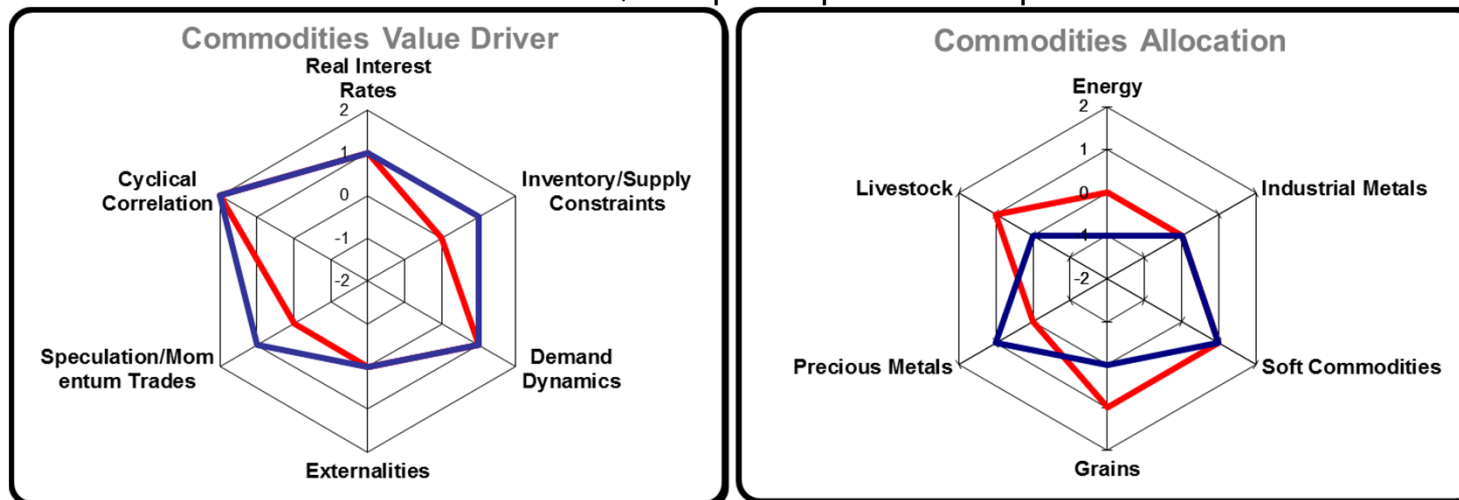 Commodities Value Driver
Real Interest
Rates
2
1
0
-1
-2
Cyclical
Correlation
Inventory/Supply
Constraints
Speculation/Mom
entum Trades
Demand
Dynamics
Externalities
Commodities Allocation
Energy
2
1
0
-1
-2
Livestock
Industrial Metals
Precious Metals
Soft Commodities
Grains